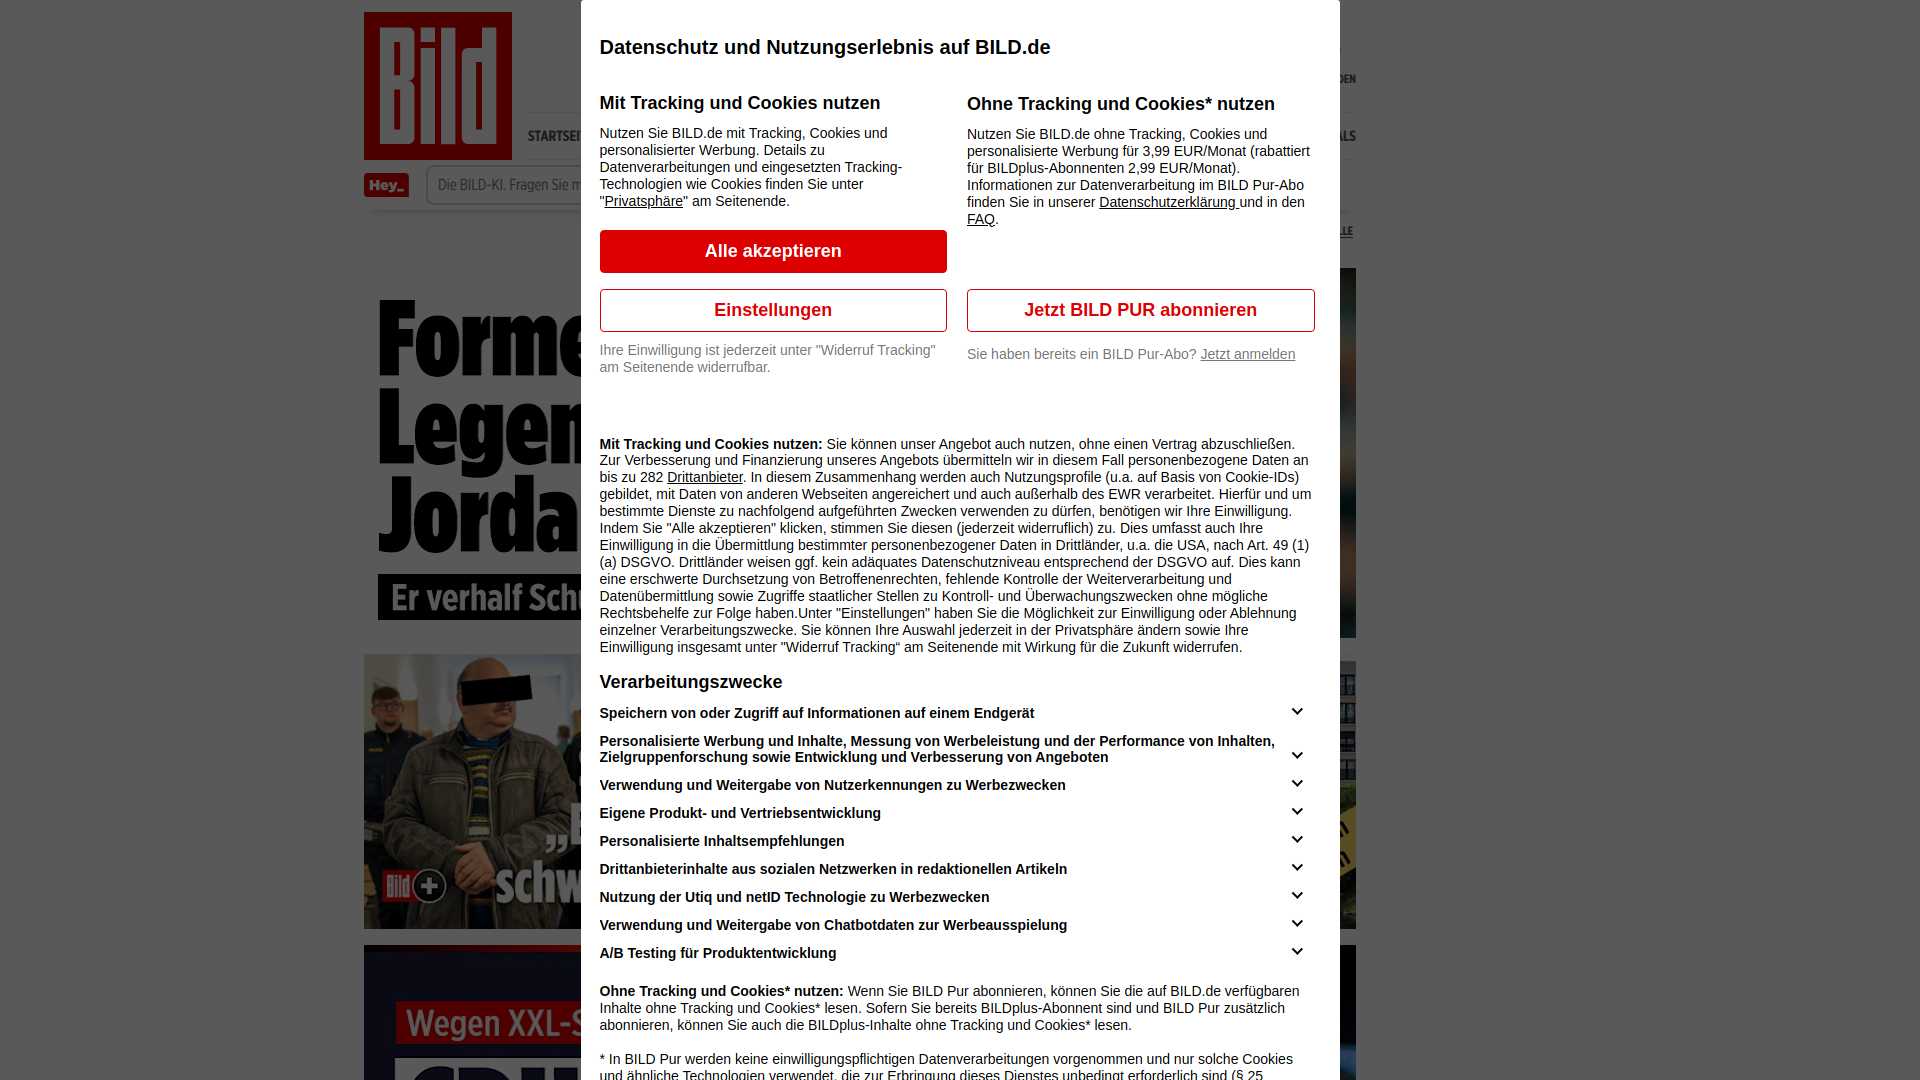 Bild
STARTSEI
Hey_
Die BILD-KI. Fragen Sie m
Forme
Legen
Jorda
Er verhalf Schu
schw
Bild
Wegen XXL-S
Datenschutz und Nutzungserlebnis auf BILD.de
Mit Tracking und Cookies nutzen
Nutzen Sie BILD.de mit Tracking, Cookies und
personalisierter Werbung. Details zu
Datenverarbeitungen und eingesetzten Tracking-
Technologien wie Cookies finden Sie unter
"Privatsphäre" am Seitenende.
Alle akzeptieren
Einstellungen
Ihre Einwilligung ist jederzeit unter "Widerruf Tracking"
am Seitenende widerrufbar.
Ohne Tracking und Cookies* nutzen
Nutzen Sie BILD.de ohne Tracking, Cookies und
personalisierte Werbung für 3,99 EUR/Monat (rabattiert
für BILDplus-Abonnenten 2,99 EUR/Monat).
Informationen zur Datenverarbeitung im BILD Pur-Abo
finden Sie in unserer Datenschutzerklärung und in den
FAQ.
Jetzt BILD PUR abonnieren
Sie haben bereits ein BILD Pur-Abo? Jetzt anmelden
Mit Tracking und Cookies nutzen: Sie können unser Angebot auch nutzen, ohne einen Vertrag abzuschließen.
Zur Verbesserung und Finanzierung unseres Angebots übermitteln wir in diesem Fall personenbezogene Daten an
bis zu 282 Drittanbieter. In diesem Zusammenhang werden auch Nutzungsprofile (u.a. auf Basis von Cookie-IDs)
gebildet, mit Daten von anderen Webseiten angereichert und auch außerhalb des EWR verarbeitet. Hierfür und um
bestimmte Dienste zu nachfolgend aufgeführten Zwecken verwenden zu dürfen, benötigen wir Ihre Einwilligung.
Indem Sie "Alle akzeptieren" klicken, stimmen Sie diesen (jederzeit widerruflich) zu. Dies umfasst auch Ihre
Einwilligung in die Übermittlung bestimmter personenbezogener Daten in Drittländer, u.a. die USA, nach Art. 49 (1)
(a) DSGVO. Drittländer weisen ggf. kein adäquates Datenschutzniveau entsprechend der DSGVO auf. Dies kann
eine erschwerte Durchsetzung von Betroffenenrechten, fehlende Kontrolle der Weiterverarbeitung und
Datenübermittlung sowie Zugriffe staatlicher Stellen zu Kontroll- und Überwachungszwecken ohne mögliche
Rechtsbehelfe zur Folge haben.Unter "Einstellungen" haben Sie die Möglichkeit zur Einwilligung oder Ablehnung
einzelner Verarbeitungszwecke. Sie können Ihre Auswahl jederzeit in der Privatsphäre ändern sowie Ihre
Einwilligung insgesamt unter "Widerruf Tracking“ am Seitenende mit Wirkung für die Zukunft widerrufen.
Verarbeitungszwecke
Speichern von oder Zugriff auf Informationen auf einem Endgerät
Personalisierte Werbung und Inhalte, Messung von Werbeleistung und der Performance von Inhalten,
Zielgruppenforschung sowie Entwicklung und Verbesserung von Angeboten
Verwendung und Weitergabe von Nutzerkennungen zu Werbezwecken
Eigene Produkt- und Vertriebsentwicklung
Personalisierte Inhaltsempfehlungen
Drittanbieterinhalte aus sozialen Netzwerken in redaktionellen Artikeln
Nutzung der Utiq und netID Technologie zu Werbezwecken
Verwendung und Weitergabe von Chatbotdaten zur Werbeausspielung
A/B Testing für Produktentwicklung
Ohne Tracking und Cookies* nutzen: Wenn Sie BILD Pur abonnieren, können Sie die auf BILD.de verfügbaren
Inhalte ohne Tracking und Cookies* lesen. Sofern Sie bereits BILDplus-Abonnent sind und BILD Pur zusätzlich
abonnieren, können Sie auch die BILDplus-Inhalte ohne Tracking und Cookies* lesen.
* In BILD Pur werden keine einwilligungspflichtigen Datenverarbeitungen vorgenommen und nur solche Cookies
und ähnliche Technologien verwendet, die zur Erbringung dieses Dienstes unbedingt erforderlich sind (§ 25